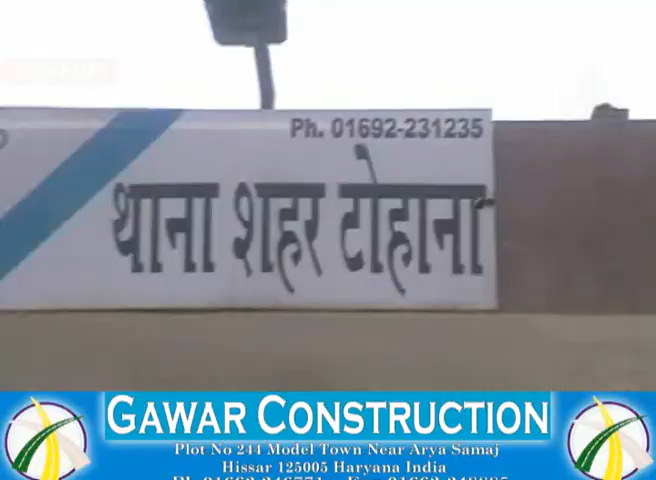 Ph. 01692-231235
थाना शहर टोहाना
GAWAR CONSTRUCTION
Plot No 244 Model Town Near Arya Samaj
Hissar 125005 Haryana India